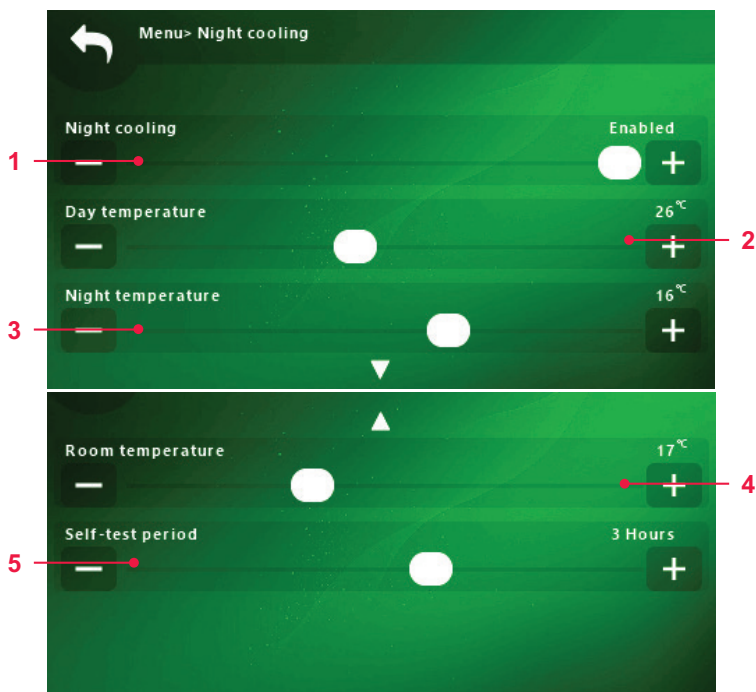 Menu> Night cooling
Night cooling Enabled
1
Day temperature 26°C
2
Night temperature 16°C
3
Room temperature 17°C
4
Self-test period 3 Hours
5